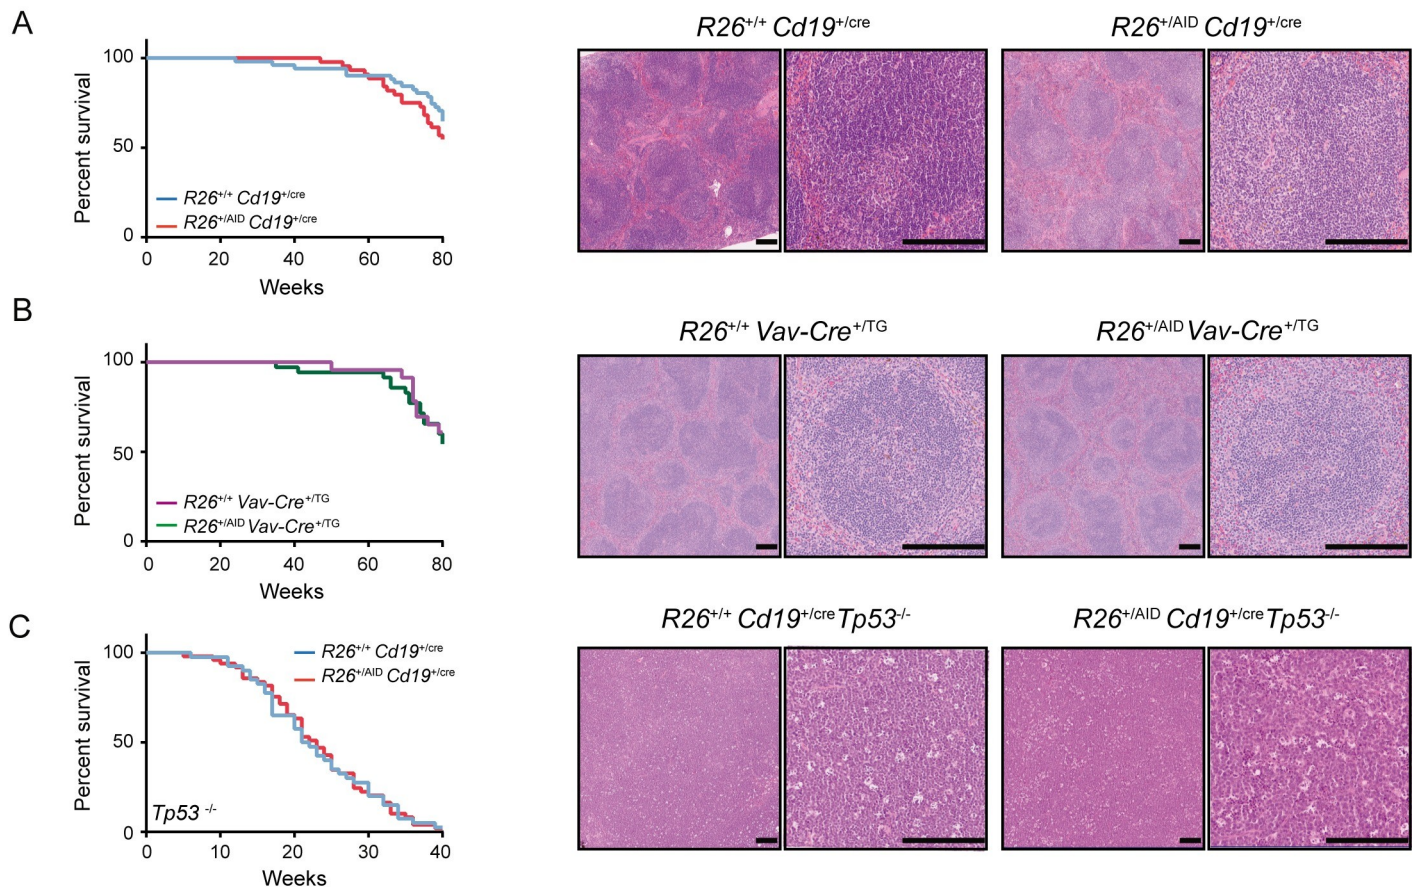 A
R26+/+ Cd19+/cre
R26+/AID Cd19+/cre
Percent survival
100
50
0
R26+/+ Cd19+/cre
R26+/AID Cd19+/cre
0 20 40 60 80
Weeks
B
R26+/+ Vav-Cre+/TG
R26+/AID Vav-Cre+/TG
Percent survival
100
50
0
R26+/+ Vav-Cre+/TG
R26+/AID Vav-Cre+/TG
0 20 40 60 80
Weeks
C
R26+/+ Cd19+/cre Tp53-/-
R26+/AID Cd19+/cre Tp53-/-
Percent survival
100
50
0
R26+/+ Cd19+/cre
R26+/AID Cd19+/cre
Tp53 -/-
0 10 20 30 40
Weeks